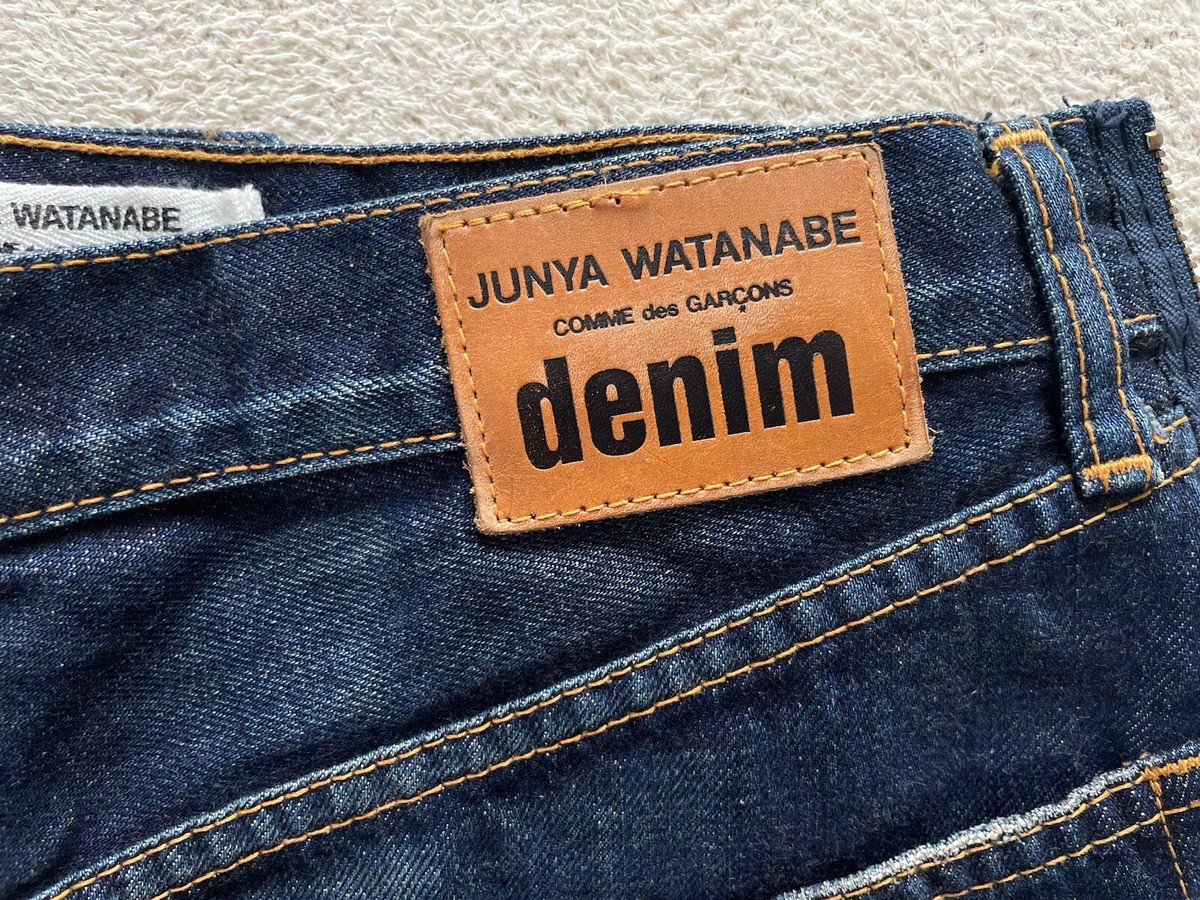 WATANABE
JUNYA WATANABE
COMME des GARÇONS
denim